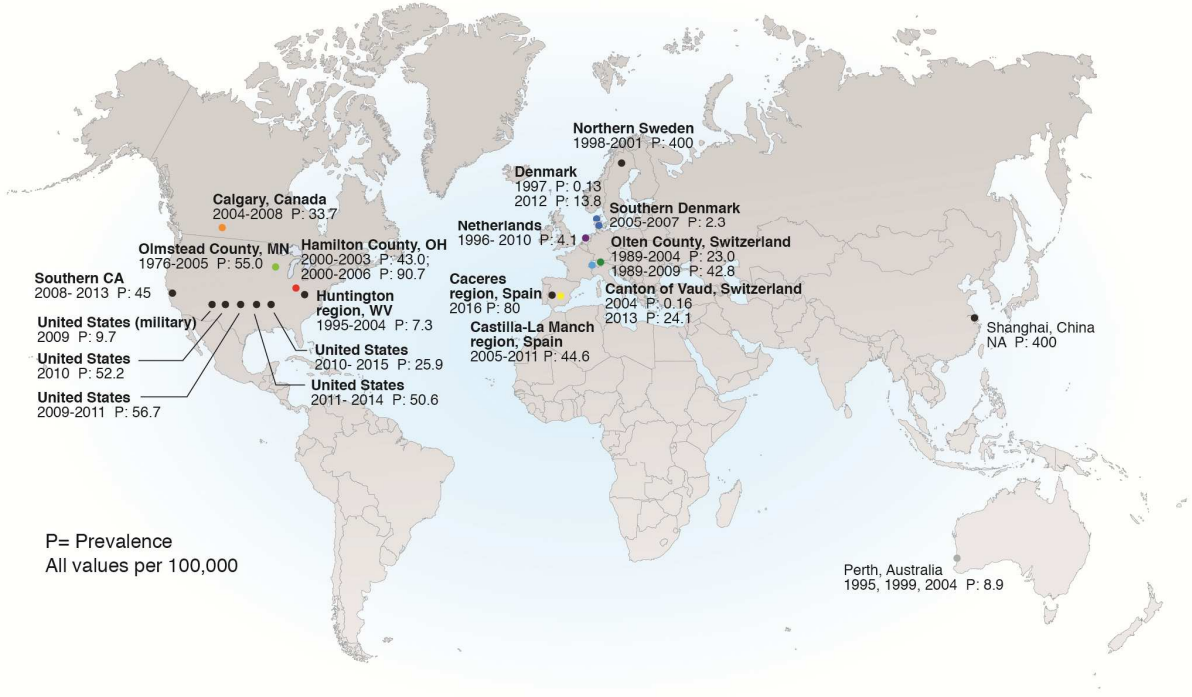 Northern Sweden
1998-2001 P: 400
Denmark
1997 P: 0.13
2012 P: 13.8
Calgary, Canada
2004-2008 P: 33.7
Southern Denmark
2005-2007 P: 2.3
Netherlands
1996- 2010 P: 4.1
Olmstead County, MN
1976-2005 P: 55.0
Hamilton County, OH
2000-2003 P: 43.0;
2000-2006 P: 90.7
Olten County, Switzerland
1989-2004 P: 23.0
1989-2009 P: 42.8
Southern CA
2008- 2013 P: 45
Huntington
region, WV
1995-2004 P: 7.3
Caceres
region, Spain
2016 P: 80
Canton of Vaud, Switzerland
2004 P: 0.16
2013 P: 24.1
United States (military)
2009 P: 9.7
Castilla-La Manch
region, Spain
2005-2011 P: 44.6
Shanghai, China
NA P: 400
United States
2010 P: 52.2
United States
2010- 2015 P: 25.9
United States
2009-2011 P: 56.7
United States
2011- 2014 P: 50.6
P= Prevalence
All values per 100,000
Perth, Australia
1995, 1999, 2004 P: 8.9